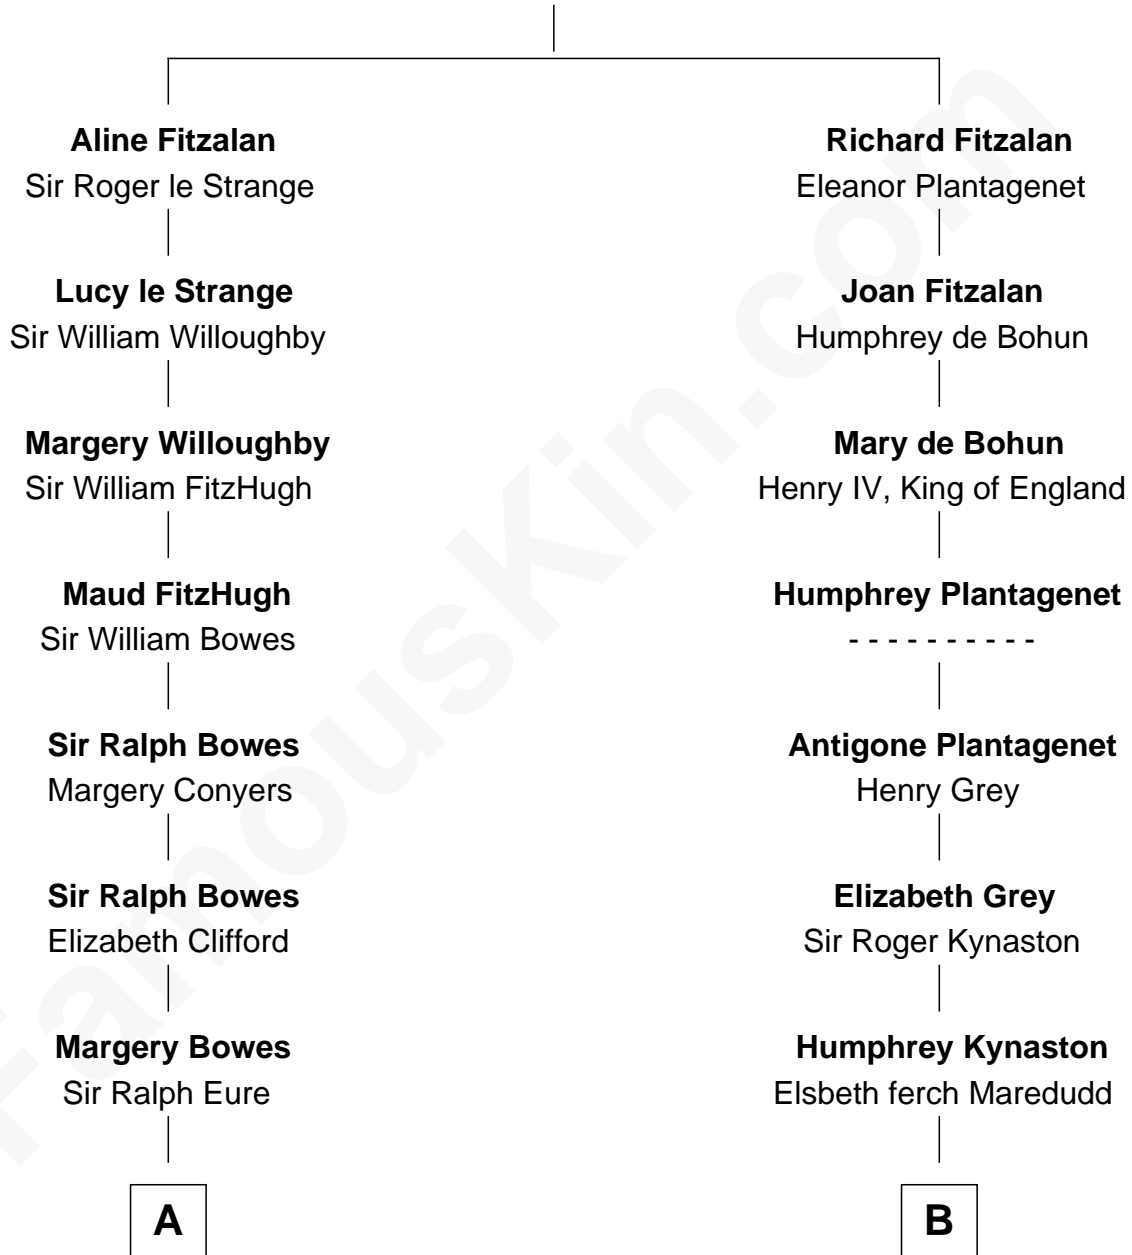 Aline Fitzalan
Sir Roger le Strange
Lucy le Strange
Sir William Willoughby
Margery Willoughby
Sir William FitzHugh
Maud FitzHugh
Sir William Bowes
Sir Ralph Bowes
Margery Conyers
Sir Ralph Bowes
Elizabeth Clifford
Margery Bowes
Sir Ralph Eure
A
Richard Fitzalan
Eleanor Plantagenet
Joan Fitzalan
Humphrey de Bohun
Mary de Bohun
Henry IV, King of England
Humphrey Plantagenet
- - - - - - - - - -
Antigone Plantagenet
Henry Grey
Elizabeth Grey
Sir Roger Kynaston
Humphrey Kynaston
Elsbeth ferch Maredudd
B
FamousKin.com